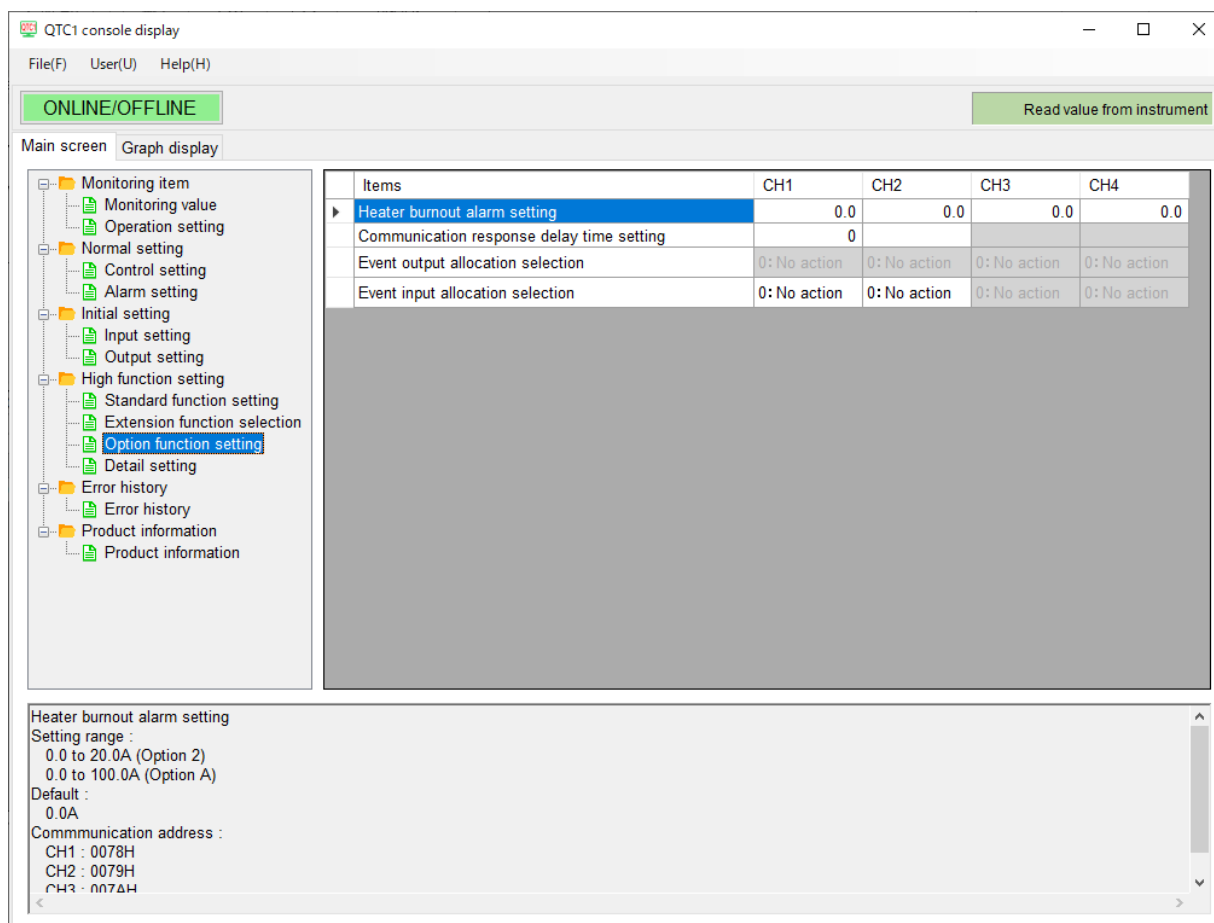 QTC1 console display
File(F) User(U) Help(H)
ONLINE/OFFLINE Read value from instrument
Main screen Graph display
Monitoring item
Monitoring value
Operation setting
Normal setting
Control setting
Alarm setting
Initial setting
Input setting
Output setting
High function setting
Standard function setting
Extension function selection
Option function setting
Detail setting
Error history
Error history
Product information
Product information
Items CH1 CH2 CH3 CH4
Heater burnout alarm setting 0.0 0.0 0.0 0.0
Communication response delay time setting 0
Event output allocation selection 0: No action 0: No action 0: No action 0: No action
Event input allocation selection 0: No action 0: No action 0: No action 0: No action
Heater burnout alarm setting
Setting range :
0.0 to 20.0A (Option 2)
0.0 to 100.0A (Option A)
Default :
0.0A
Commmunication address :
CH1 : 0078H
CH2 : 0079H
CH3 : 007AH